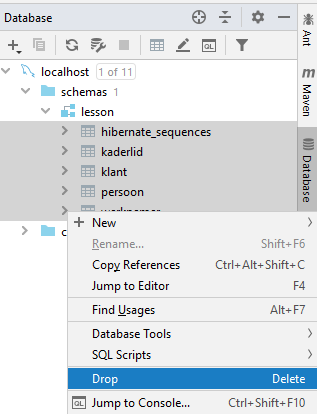 Database
localhost 1 of 11
schemas 1
lesson
hibernate_sequences
kaderlid
klant
persoon
New
Rename... Shift+F6
Copy References Ctrl+Alt+Shift+C
Jump to Editor F4
Find Usages Alt+F7
Database Tools
SQL Scripts
Drop Delete
QL Jump to Console... Ctrl+Shift+F10
QL
Ant
Maven
Database